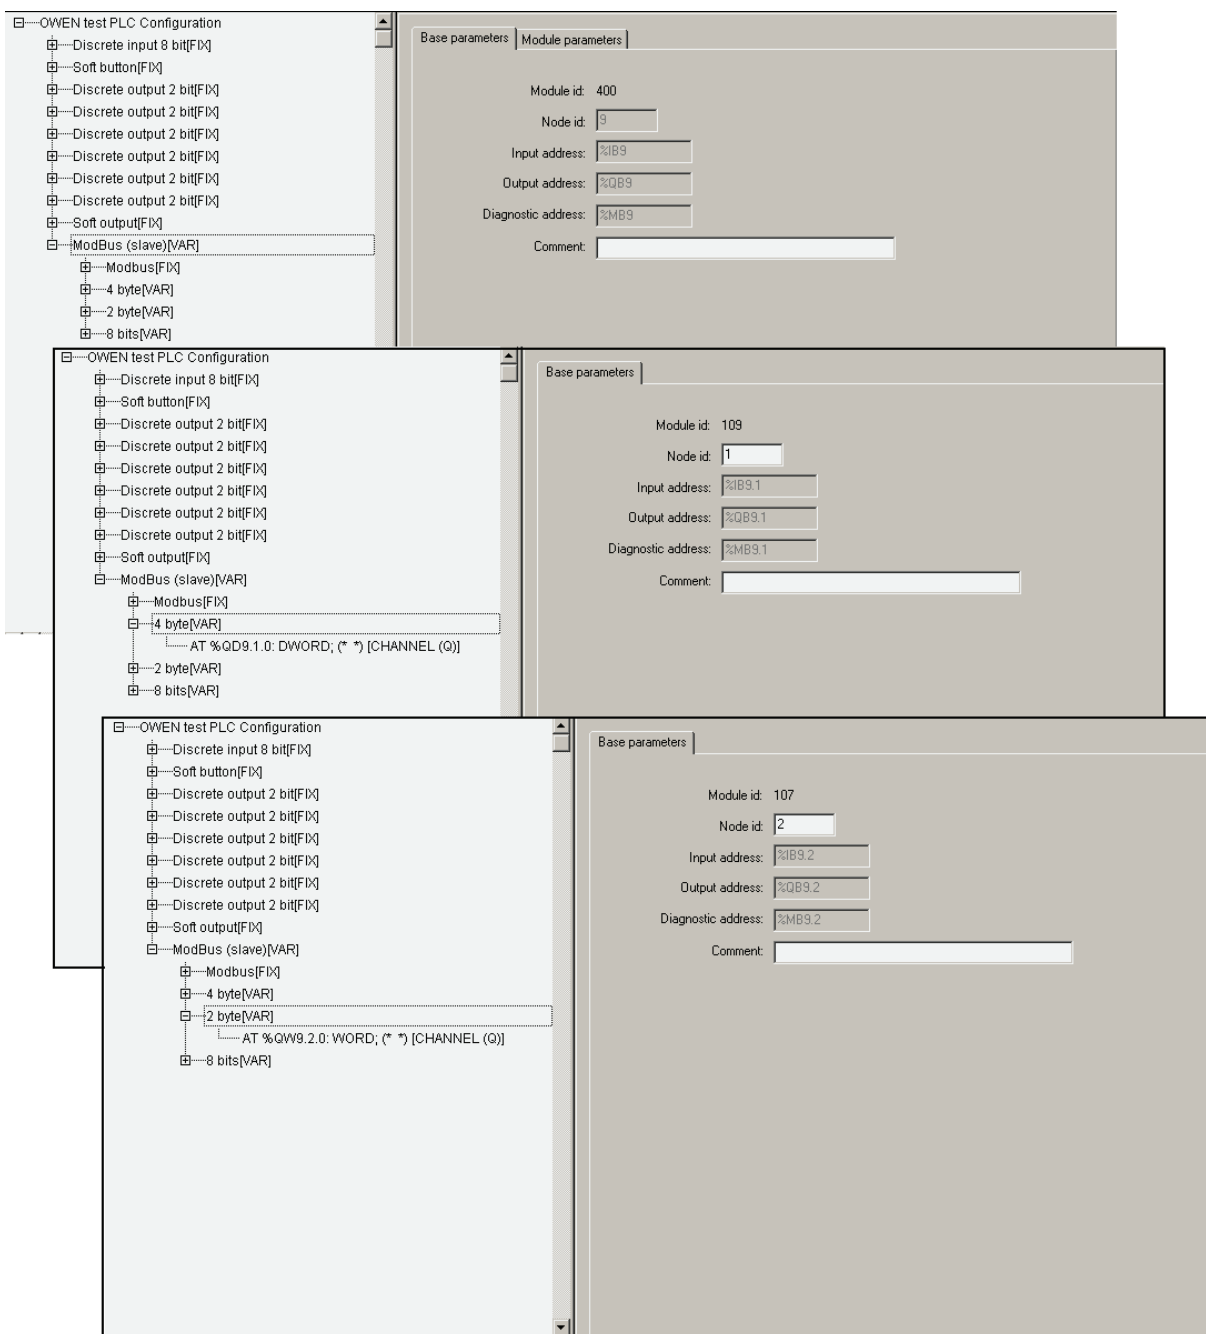 OWEN test PLC Configuration
Discrete input 8 bit[FIX]
Soft button[FIX]
Discrete output 2 bit[FIX]
Discrete output 2 bit[FIX]
Discrete output 2 bit[FIX]
Discrete output 2 bit[FIX]
Discrete output 2 bit[FIX]
Discrete output 2 bit[FIX]
Soft output[FIX]
ModBus (slave)[VAR]
Modbus[FIX]
4 byte[VAR]
2 byte[VAR]
8 bits[VAR]
Base parameters Module parameters
Module id: 400
Node id: 9
Input address: %IB9
Output address: %QB9
Diagnostic address: %MB9
Comment:
OWEN test PLC Configuration
Discrete input 8 bit[FIX]
Soft button[FIX]
Discrete output 2 bit[FIX]
Discrete output 2 bit[FIX]
Discrete output 2 bit[FIX]
Discrete output 2 bit[FIX]
Discrete output 2 bit[FIX]
Discrete output 2 bit[FIX]
Soft output[FIX]
ModBus (slave)[VAR]
Modbus[FIX]
4 byte[VAR]
AT %QD9.1.0: DWORD; (* *) [CHANNEL (Q)]
2 byte[VAR]
8 bits[VAR]
Base parameters
Module id: 109
Node id: 1
Input address: %IB9.1
Output address: %QB9.1
Diagnostic address: %MB9.1
Comment:
OWEN test PLC Configuration
Discrete input 8 bit[FIX]
Soft button[FIX]
Discrete output 2 bit[FIX]
Discrete output 2 bit[FIX]
Discrete output 2 bit[FIX]
Discrete output 2 bit[FIX]
Discrete output 2 bit[FIX]
Discrete output 2 bit[FIX]
Soft output[FIX]
ModBus (slave)[VAR]
Modbus[FIX]
4 byte[VAR]
2 byte[VAR]
AT %QW9.2.0: WORD; (* *) [CHANNEL (Q)]
8 bits[VAR]
Base parameters
Module id: 107
Node id: 2
Input address: %IB9.2
Output address: %QB9.2
Diagnostic address: %MB9.2
Comment: